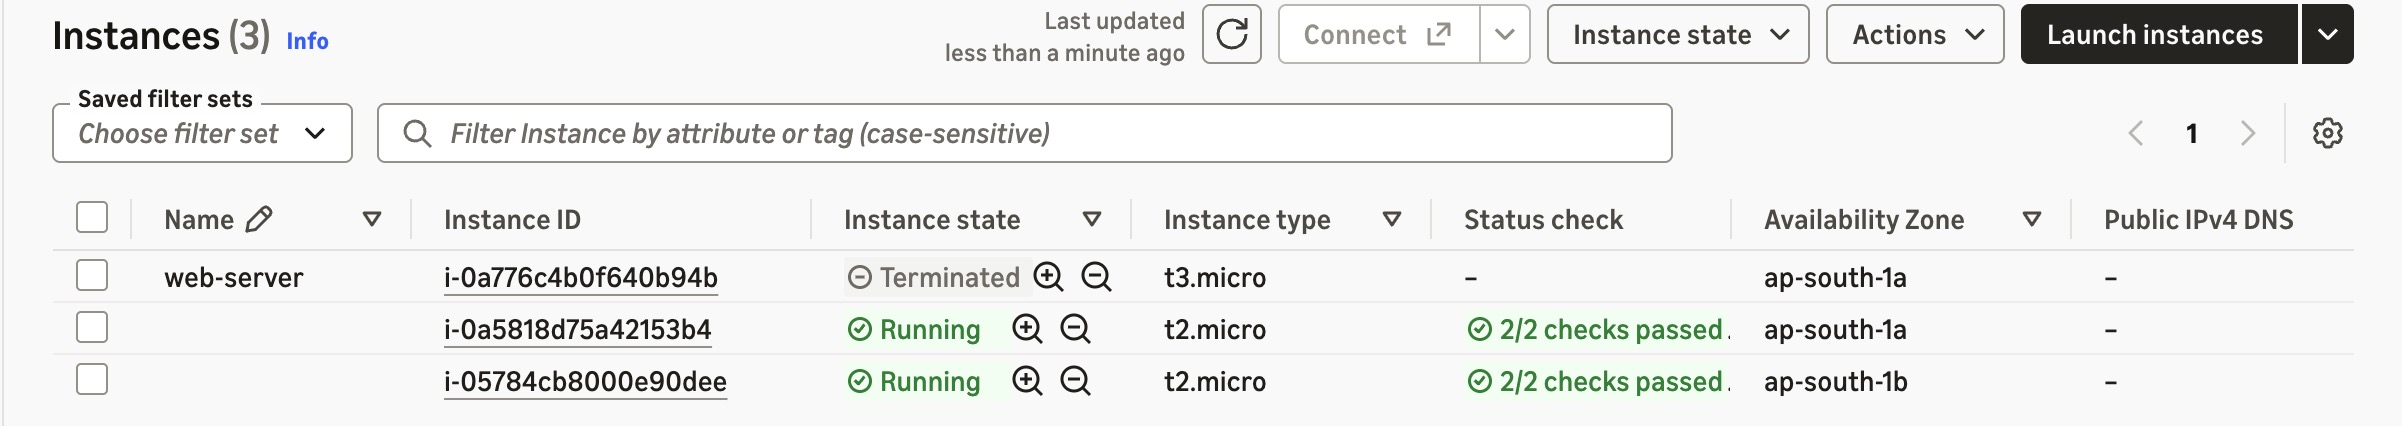 Instances (3) Info
Last updated
less than a minute ago
Connect
Instance state
Actions
Launch instances
Saved filter sets
Choose filter set
Filter Instance by attribute or tag (case-sensitive)
1
Name Instance ID Instance state Instance type Status check Availability Zone Public IPv4 DNS
web-server i-0a776c4b0f640b94b Terminated t3.micro – ap-south-1a –
i-0a5818d75a42153b4 Running t2.micro 2/2 checks passed. ap-south-1a –
i-05784cb8000e90dee Running t2.micro 2/2 checks passed. ap-south-1b –